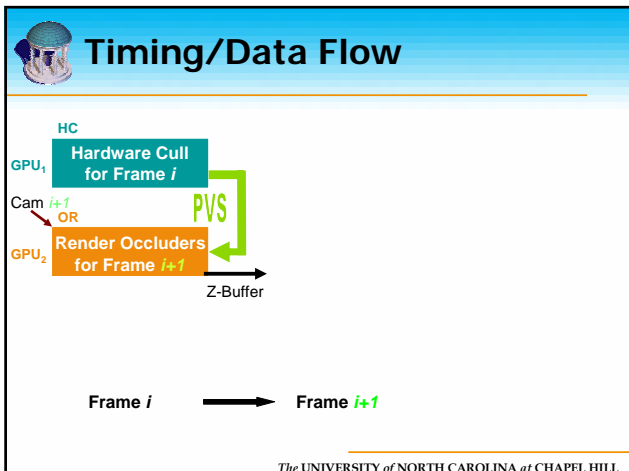 Timing/Data Flow
HC
GPU1
Hardware Cull
for Frame i
Cam i+1
OR
PVS
GPU2
Render Occluders
for Frame i+1
Z-Buffer
Frame i
Frame i+1
The UNIVERSITY of NORTH CAROLINA at CHAPEL HILL